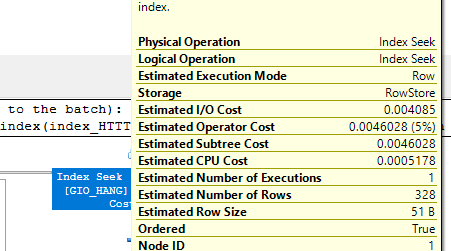 index.
Physical Operation Index Seek
Logical Operation Index Seek
Estimated Execution Mode Row
Storage RowStore
to the batch):
Estimated I/O Cost 0.004085
index(index_HTTT
Estimated Operator Cost 0.0046028 (5%)
Estimated Subtree Cost 0.0046028
Estimated CPU Cost 0.0005178
Index Seek
Estimated Number of Executions 1
[GIO_HANG]
Estimated Number of Rows 328
Cos
Estimated Row Size 51 B
Ordered True
Node ID 1